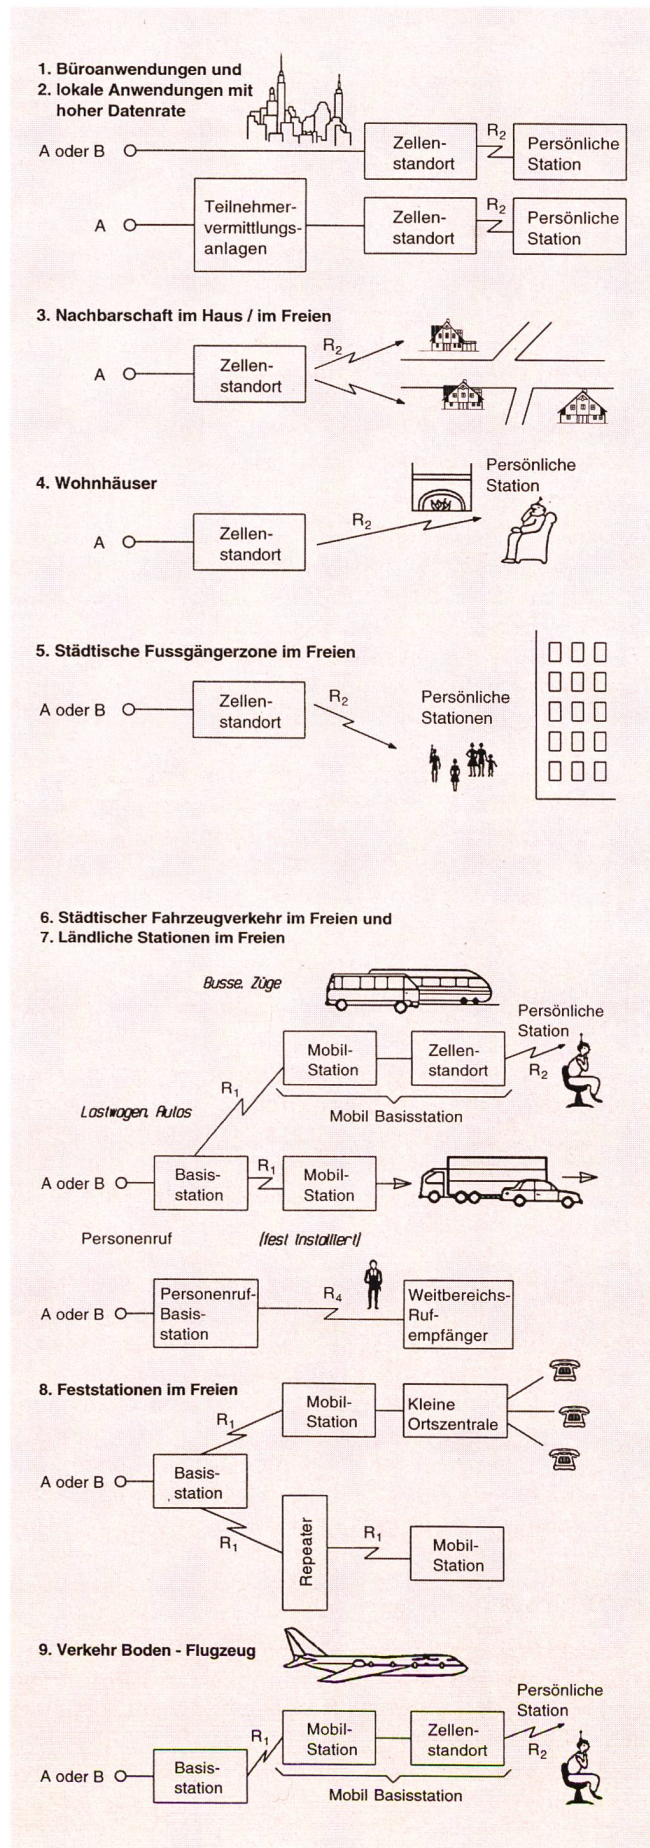 1. Büroanwendungen und
2. lokale Anwendungen mit
hoher Datenrate
A oder B
Zellen-
standort
R2
Persönliche
Station
A
Teilnehmer-
vermittlungs-
anlagen
Zellen-
standort
R2
Persönliche
Station
3. Nachbarschaft im Haus / im Freien
A
Zellen-
standort
R2
4. Wohnhäuser
A
Zellen-
standort
R2
Persönliche
Station
5. Städtische Fussgängerzone im Freien
A oder B
Zellen-
standort
R2
Persönliche
Stationen
6. Städtischer Fahrzeugverkehr im Freien und
7. Ländliche Stationen im Freien
Busse, Züge
Persönliche
Station
Mobil-
Station
Zellen-
standort
R1
R2
Mobil Basisstation
Lastwagen, Autos
A oder B
Basis-
station
R1
Mobil-
Station
Personenruf
(fest Installiert)
A oder B
Personenruf-
Basis-
station
R4
Weitbereichs-
Ruf-
empfänger
8. Feststationen im Freien
R1
Mobil-
Station
Kleine
Ortszentrale
A oder B
Basis-
station
R1
Repeater
R1
Mobil-
Station
9. Verkehr Boden - Flugzeug
Persönliche
Station
A oder B
Basis-
station
R1
Mobil-
Station
Zellen-
standort
R2
Mobil Basisstation